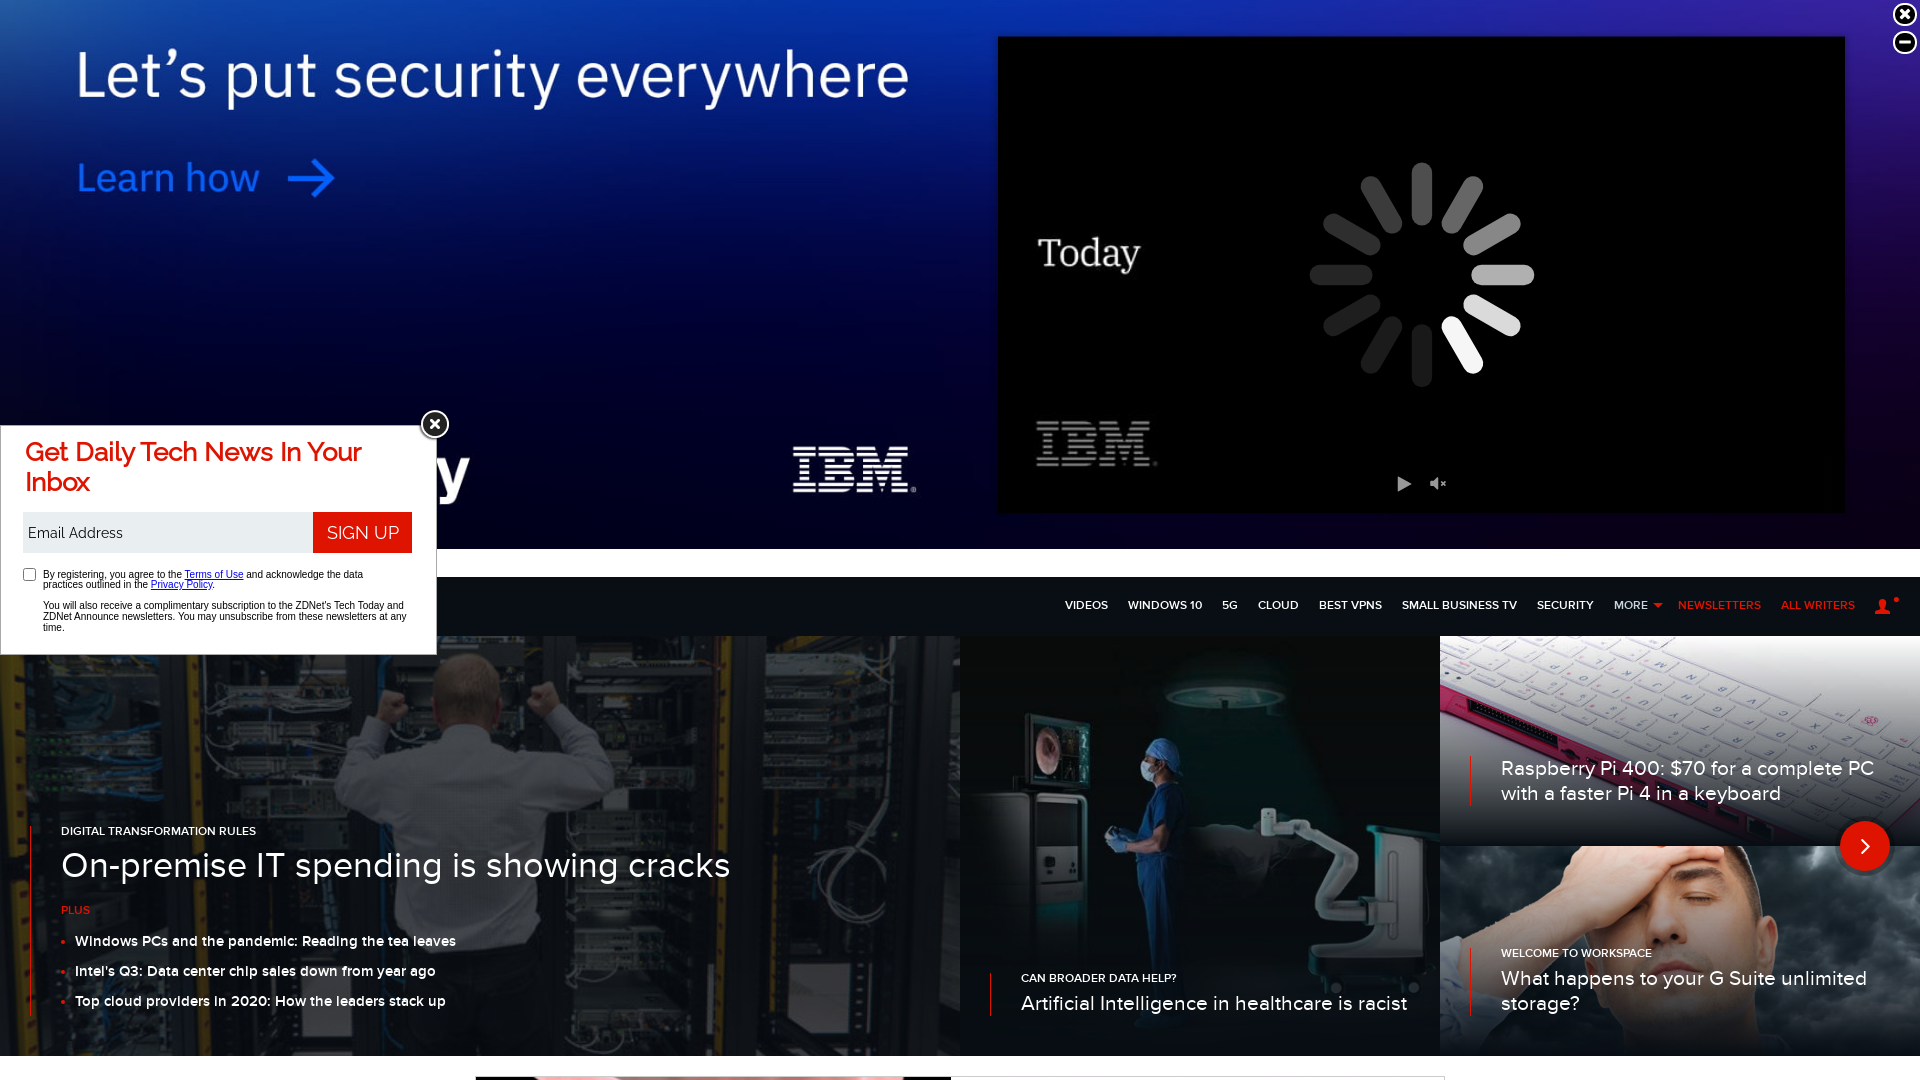 Let's put security everywhere
Learn how
Today
IBM
IBM
y
Get Daily Tech News In Your
Inbox
Email Address
SIGN UP
By registering, you agree to the Terms of Use and acknowledge the data
practices outlined in the Privacy Policy.
You will also receive a complimentary subscription to the ZDNet's Tech Today and
ZDNet Announce newsletters. You may unsubscribe from these newsletters at any
time.
VIDEOS WINDOWS 10 5G CLOUD BEST VPNS SMALL BUSINESS TV SECURITY MORE NEWSLETTERS ALL WRITERS
DIGITAL TRANSFORMATION RULES
On-premise IT spending is showing cracks
PLUS
Windows PCs and the pandemic: Reading the tea leaves
Intel's Q3: Data center chip sales down from year ago
Top cloud providers in 2020: How the leaders stack up
CAN BROADER DATA HELP?
Artificial Intelligence in healthcare is racist
Raspberry Pi 400: $70 for a complete PC
with a faster Pi 4 in a keyboard
WELCOME TO WORKSPACE
What happens to your G Suite unlimited
storage?